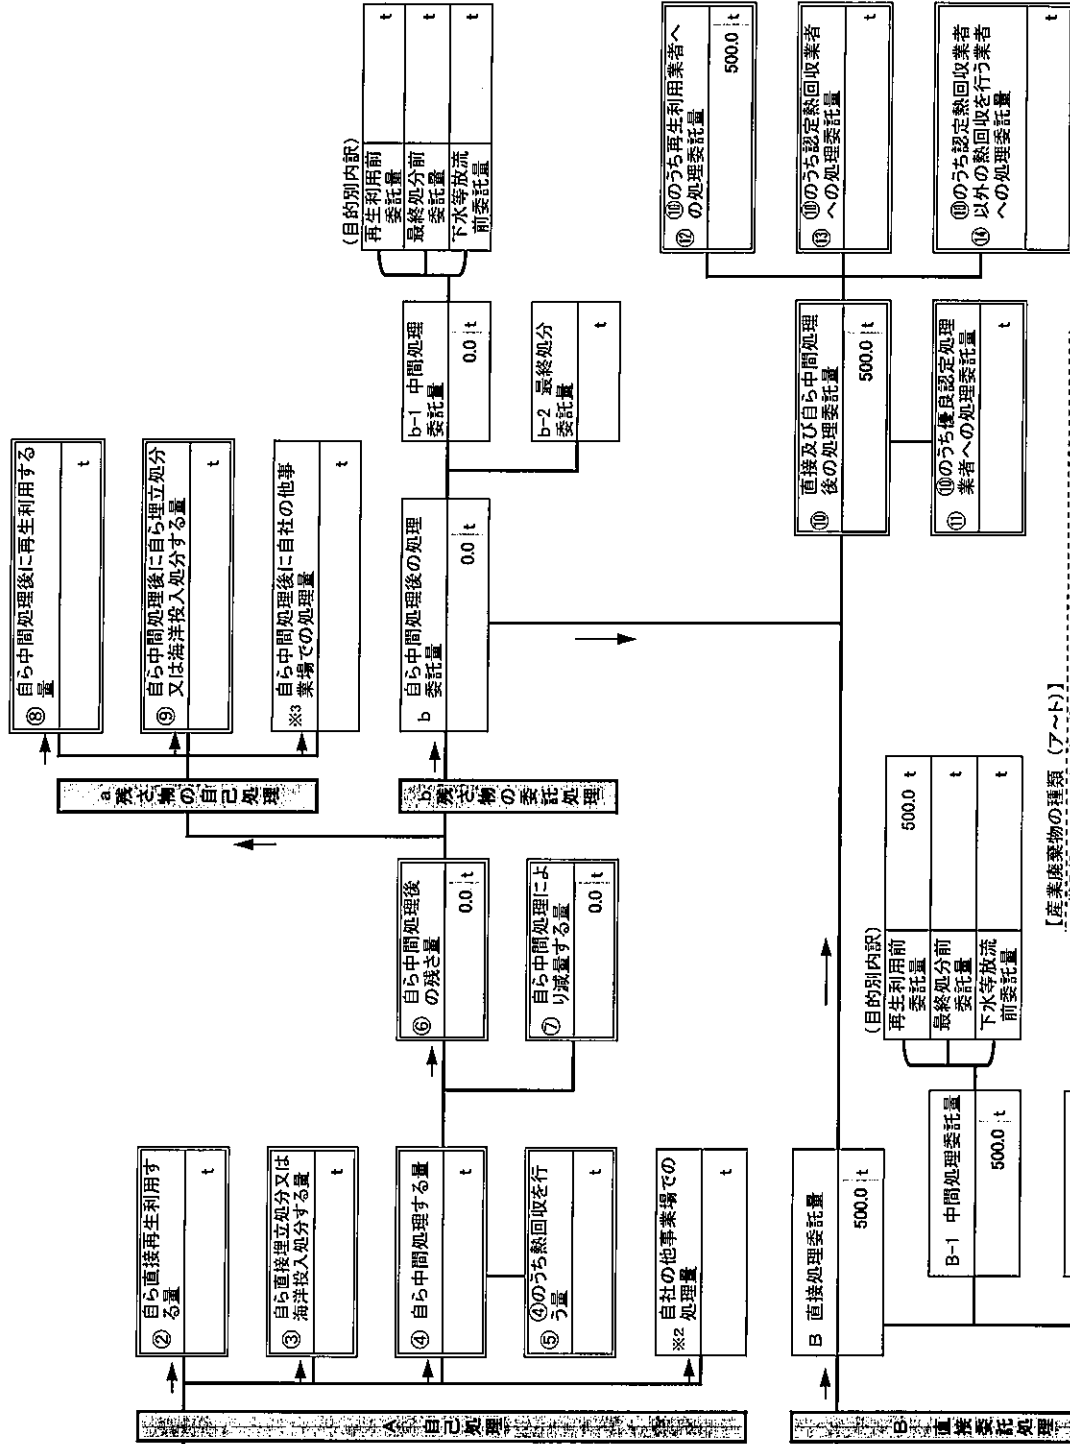 A 自己処理
② 自ら直接再生利用す
る量
t
③ 自ら直接埋立処分又は
海洋投入処分する量
t
④ 自ら中間処理する量
t
⑤ ④のうち熱回収を行
う量
t
※2 自社の他事業場での
処理量
t
⑥ 自ら中間処理後
の残さ量
0.0 t
⑦ 自ら中間処理によ
り減量する量
0.0 t
a 残さ物の自己処理
⑧ 自ら中間処理後に再生利用する
量
t
⑨ 自ら中間処理後に自ら埋立処分
又は海洋投入処分する量
t
※3 自ら中間処理後に自社の他事
業場での処理量
t
b 残さ物の委託処理
b 自ら中間処理後の処理
委託量
0.0 t
b-1 中間処理
委託量
0.0 t
b-2 最終処分
委託量
t
(目的別内訳)
再生利用前
委託量
t
最終処分前
委託量
t
下水等放流
前委託量
t
B 直接委託処理
B 直接処理委託量
500.0 t
B-1 中間処理委託量
500.0 t
(目的別内訳)
再生利用前
委託量
500.0 t
最終処分前
委託量
t
下水等放流
前委託量
t
⑩ 直接及び自ら中間処理
後の処理委託量
500.0 t
⑪ ⑩のうち優良認定処理
業者への処理委託量
t
⑫ ⑩のうち再生利用業者へ
の処理委託量
500.0 t
⑬ ⑩のうち認定熱回収業者
への処理委託量
t
⑭ ⑩のうち認定熱回収業者
以外の熱回収を行う業者
への処理委託量
t
【産業廃棄物の種類 (ア～ト)】